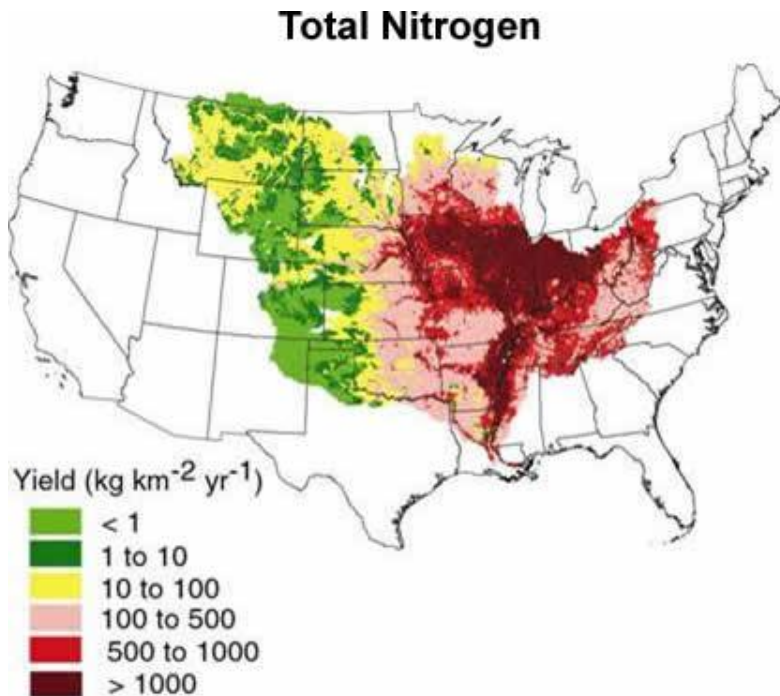 Total Nitrogen
Yield (kg km⁻² yr⁻¹)
< 1
1 to 10
10 to 100
100 to 500
500 to 1000
> 1000